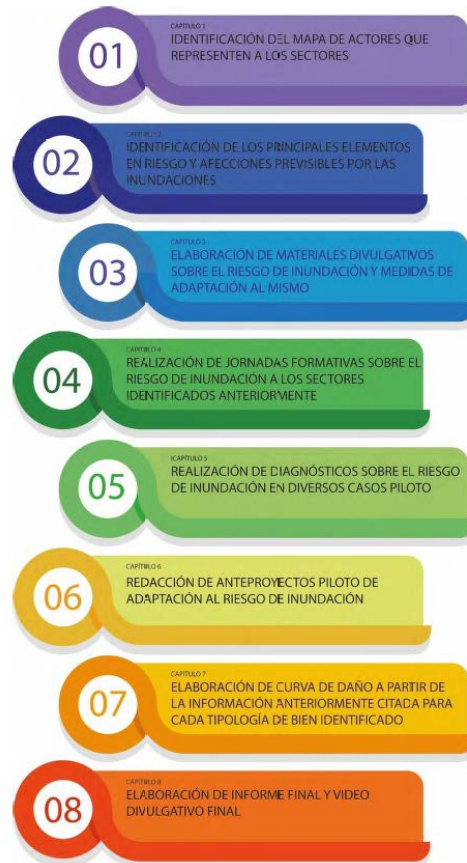 CAPÍTULO 1
01
IDENTIFICACIÓN DEL MAPA DE ACTORES QUE
REPRESENTEN A LOS SECTORES
CAPÍTULO 2
02
IDENTIFICACIÓN DE LOS PRINCIPALES ELEMENTOS
EN RIESGO Y AFECCIONES PREVISIBLES POR LAS
INUNDACIONES
CAPÍTULO 3
03
ELABORACIÓN DE MATERIALES DIVULGATIVOS
SOBRE EL RIESGO DE INUNDACIÓN Y MEDIDAS DE
ADAPTACIÓN AL MISMO
CAPÍTULO 4
04
REALIZACIÓN DE JORNADAS FORMATIVAS SOBRE EL
RIESGO DE INUNDACIÓN A LOS SECTORES
IDENTIFICADOS ANTERIORMENTE
ICAPÍTULO 5
05
REALIZACIÓN DE DIAGNÓSTICOS SOBRE EL RIESGO
DE INUNDACIÓN EN DIVERSOS CASOS PILOTO
CAPÍTULO 6
06
REDACCIÓN DE ANTEPROYECTOS PILOTO DE
ADAPTACIÓN AL RIESGO DE INUNDACIÓN
CAPÍTULO 7
07
ELABORACIÓN DE CURVA DE DAÑO A PARTIR DE
LA INFORMACIÓN ANTERIORMENTE CITADA PARA
CADA TIPOLOGÍA DE BIEN IDENTIFICADO
CAPÍTULO 8
08
ELABORACIÓN DE INFORME FINAL Y VIDEO
DIVULGATIVO FINAL